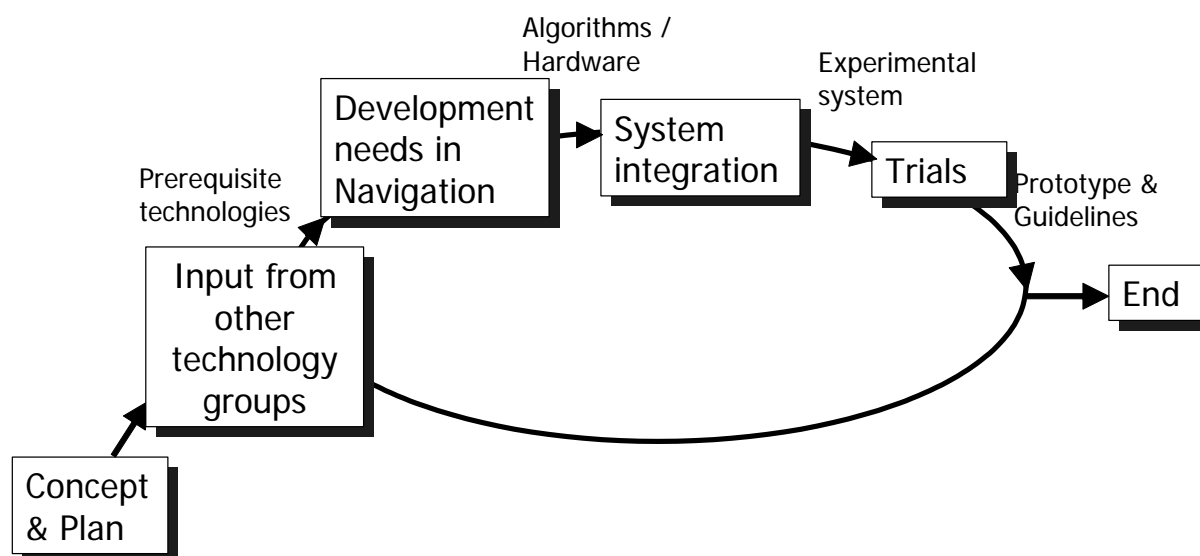 Algorithms /
Hardware
Experimental
system
Development
needs in
Navigation
System
integration
Trials
Prerequisite
technologies
Prototype &
Guidelines
Input from
other
technology
groups
End
Concept
& Plan